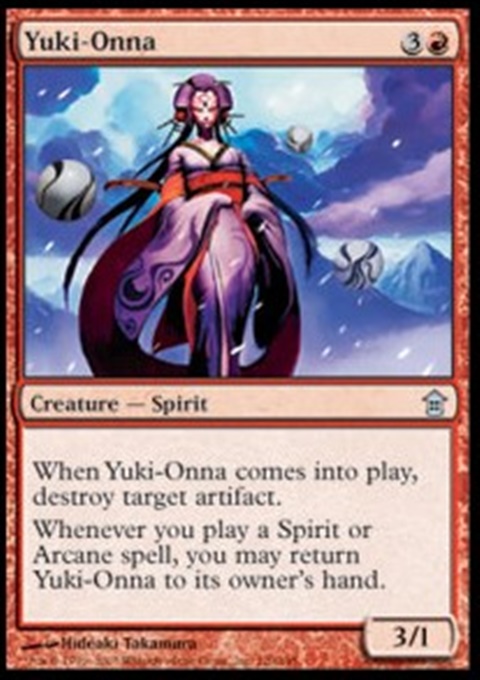 Yuki-Onna 3
Creature — Spirit
When Yuki-Onna comes into play,
destroy target artifact.
Whenever you play a Spirit or
Arcane spell, you may return
Yuki-Onna to its owner's hand.
Hideaki Takamura
3/1